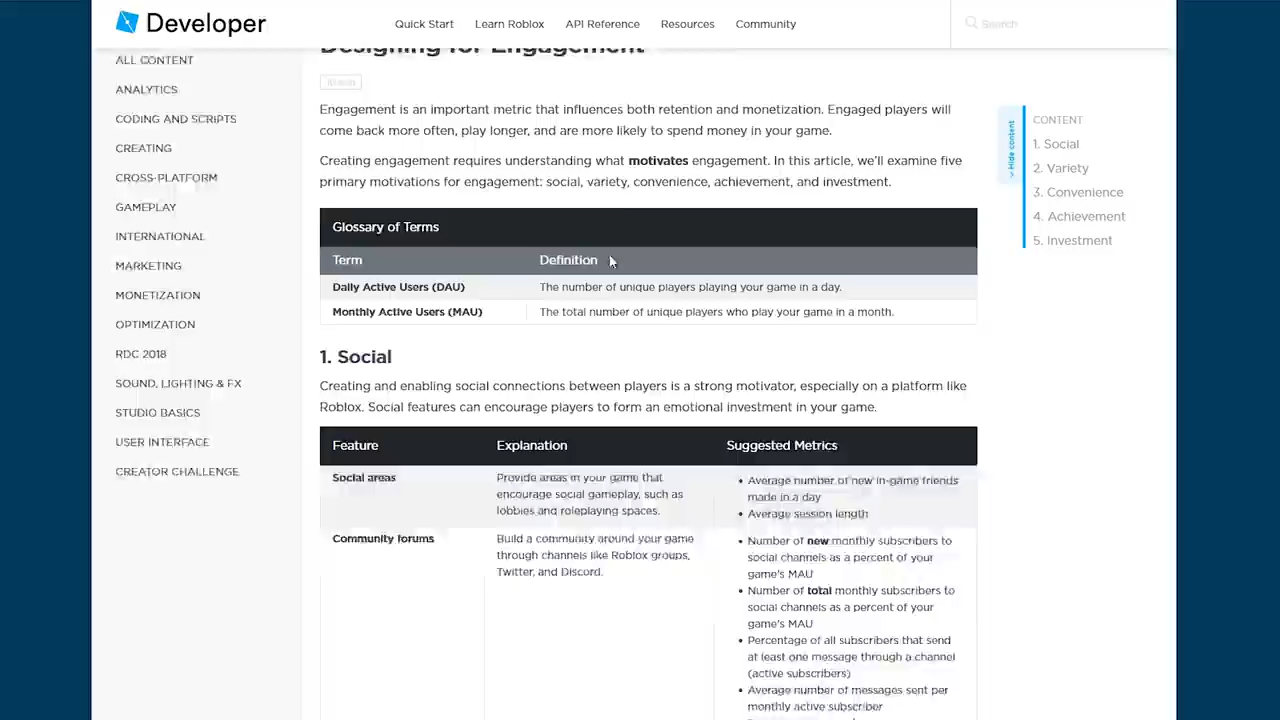 Developer
Quick Start
Learn Roblox
API Reference
Resources
Community
Search
ALL CONTENT
ANALYTICS
CODING AND SCRIPTS
CREATING
CROSS-PLATFORM
GAMEPLAY
INTERNATIONAL
MARKETING
MONETIZATION
OPTIMIZATION
RDC 2018
SOUND, LIGHTING & FX
STUDIO BASICS
USER INTERFACE
CREATOR CHALLENGE
Designing for Engagement
Engagement is an important metric that influences both retention and monetization. Engaged players will
come back more often, play longer, and are more likely to spend money in your game.
Creating engagement requires understanding what motivates engagement. In this article, we'll examine five
primary motivations for engagement: social, variety, convenience, achievement, and investment.
Glossary of Terms
Term Definition
Daily Active Users (DAU) The number of unique players playing your game in a day.
Monthly Active Users (MAU) The total number of unique players who play your game in a month.
1. Social
Creating and enabling social connections between players is a strong motivator, especially on a platform like
Roblox. Social features can encourage players to form an emotional investment in your game.
Feature Explanation Suggested Metrics
Social areas
Provide areas in your game that
encourage social gameplay, such as
lobbies and roleplaying spaces.
• Average number of new in-game friends
made in a day
• Average session length
Community forums
Build a community around your game
through channels like Roblox groups,
Twitter, and Discord.
• Number of new monthly subscribers to
social channels as a percent of your
game's MAU
• Number of total monthly subscribers to
social channels as a percent of your
game's MAU
• Percentage of all subscribers that send
at least one message through a channel
(active subscribers)
• Average number of messages sent per
monthly active subscriber
Hide content
CONTENT
1. Social
2. Variety
3. Convenience
4. Achievement
5. Investment